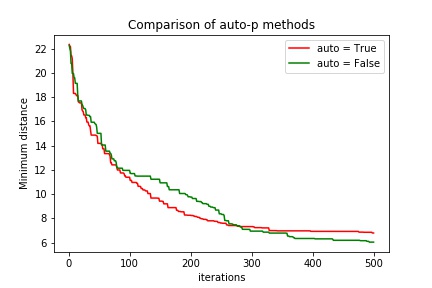 Comparison of auto-p methods
auto = True
auto = False
Minimum distance
22
20
18
16
14
12
10
8
6
0 100 200 300 400 500
iterations